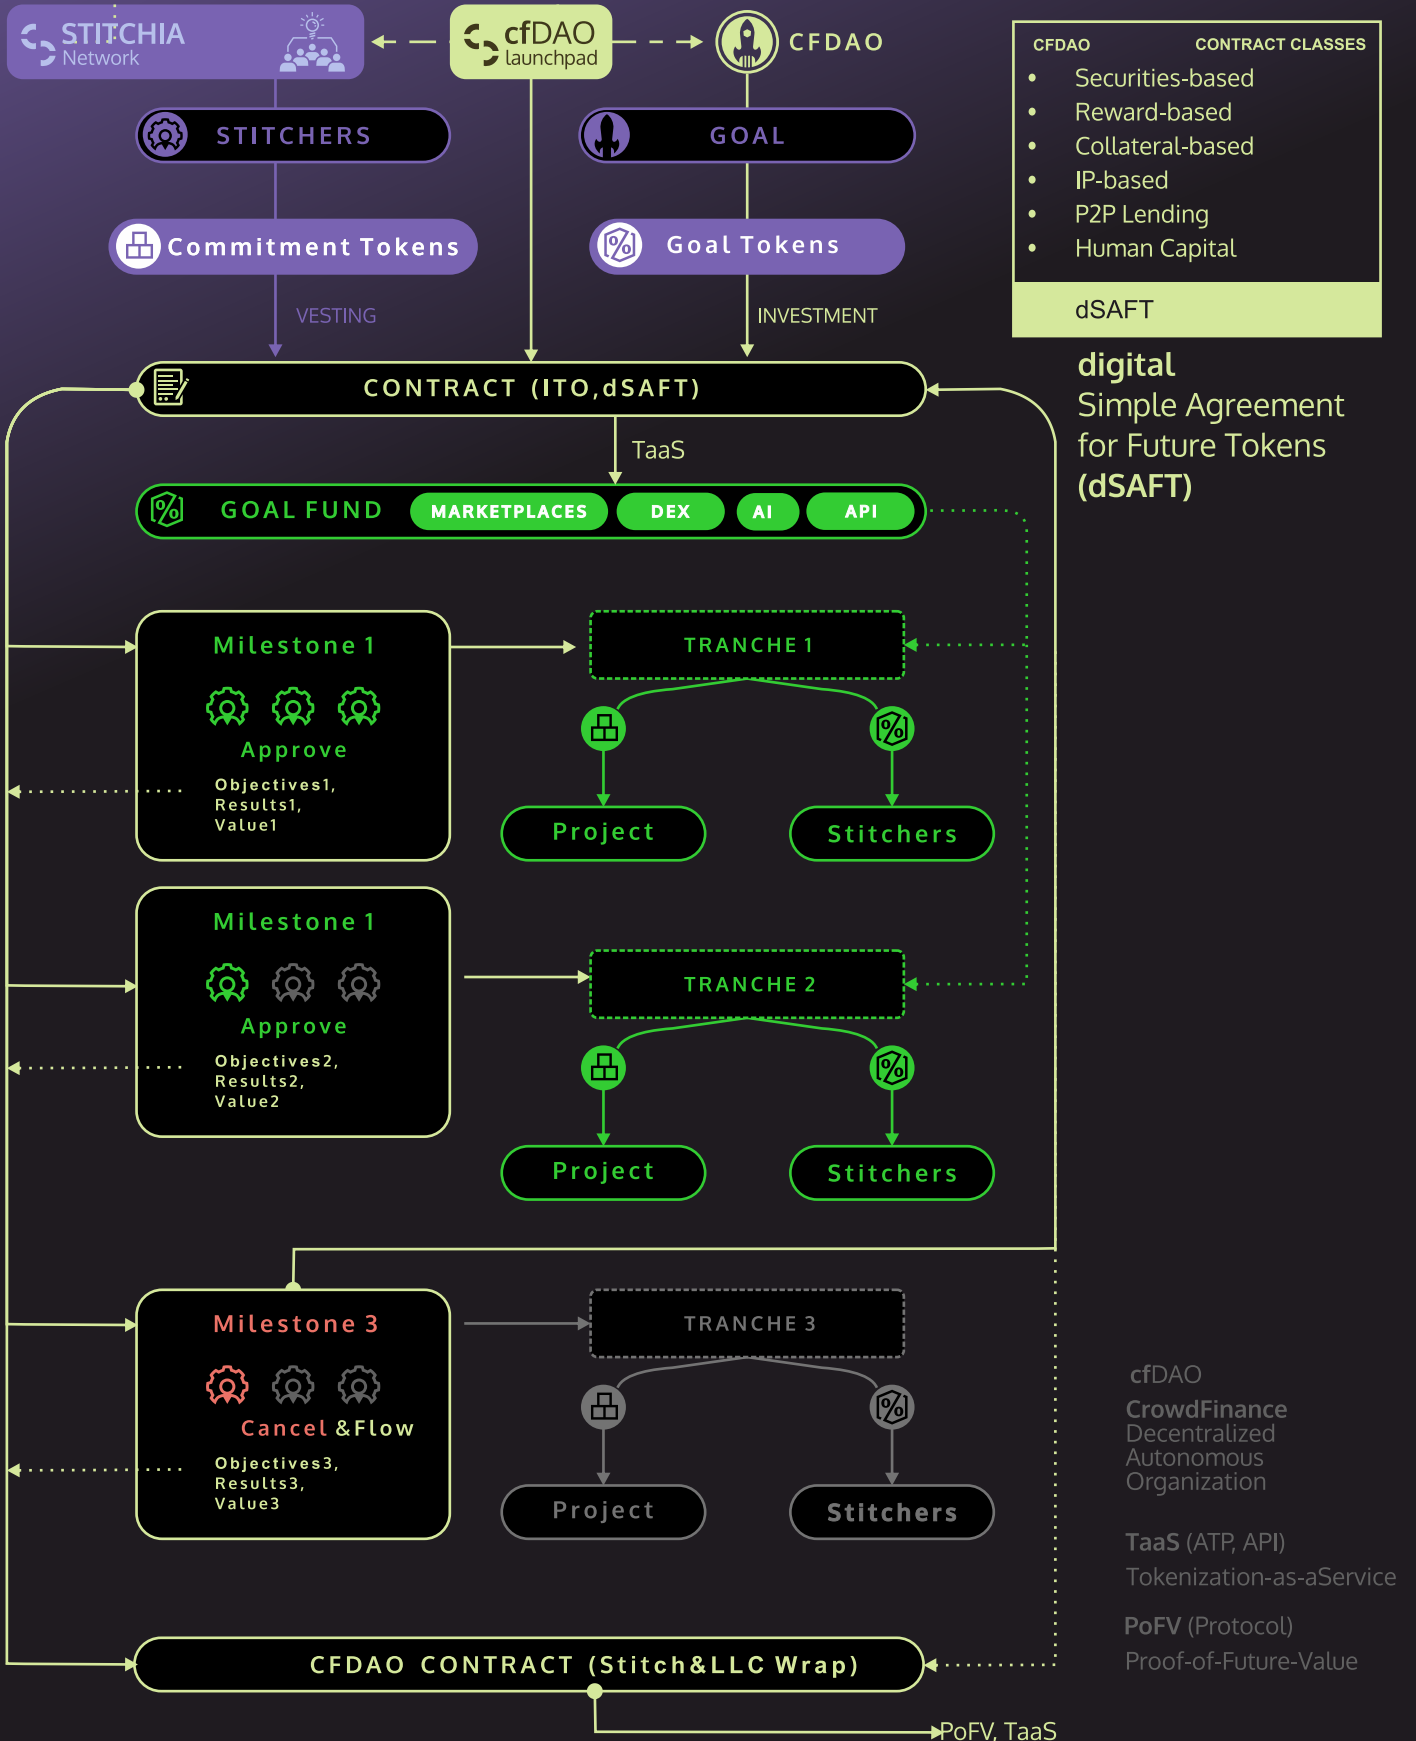 STITCHIA
Network
cfDAO
launchpad
CFDAO
CFDAO CONTRACT CLASSES
• Securities-based
• Reward-based
• Collateral-based
• IP-based
• P2P Lending
• Human Capital
dSAFT
digital
Simple Agreement
for Future Tokens
(dSAFT)
STITCHERS
GOAL
Commitment Tokens
Goal Tokens
VESTING
INVESTMENT
CONTRACT (ITO,dSAFT)
TaaS
GOAL FUND MARKETPLACES DEX AI API
Milestone 1
Approve
Objectives1,
Results1,
Value1
TRANCHE 1
Project
Stitchers
Milestone 1
Approve
Objectives2,
Results2,
Value2
TRANCHE 2
Project
Stitchers
Milestone 3
Cancel &Flow
Objectives3,
Results3,
Value3
TRANCHE 3
Project
Stitchers
cfDAO
CrowdFinance
Decentralized
Autonomous
Organization
TaaS (ATP, API)
Tokenization-as-aService
PoFV (Protocol)
Proof-of-Future-Value
CFDAO CONTRACT (Stitch&LLC Wrap)
PoFV, TaaS